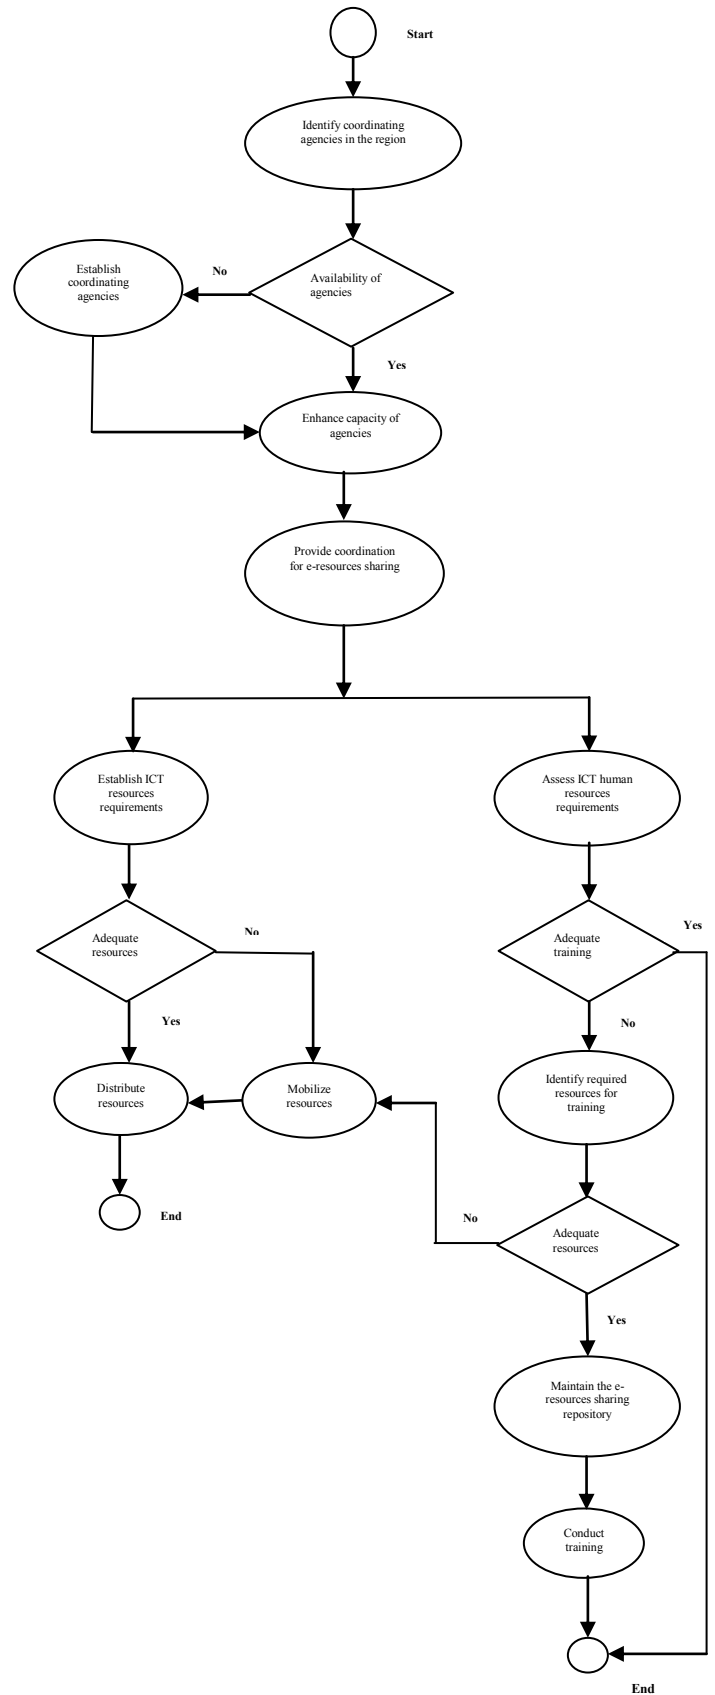 Start
Identify coordinating
agencies in the region
No
Establish
coordinating
agencies
Availability of
agencies
Yes
Enhance capacity of
agencies
Provide coordination
for e-resources sharing
Establish ICT
resources
requirements
Assess ICT human
resources
requirements
Adequate
resources
No
Adequate
training
Yes
Yes
No
Distribute
resources
Mobilize
resources
Identify required
resources for
training
End
No
Adequate
resources
Yes
Maintain the e-
resources sharing
repository
Conduct
training
End